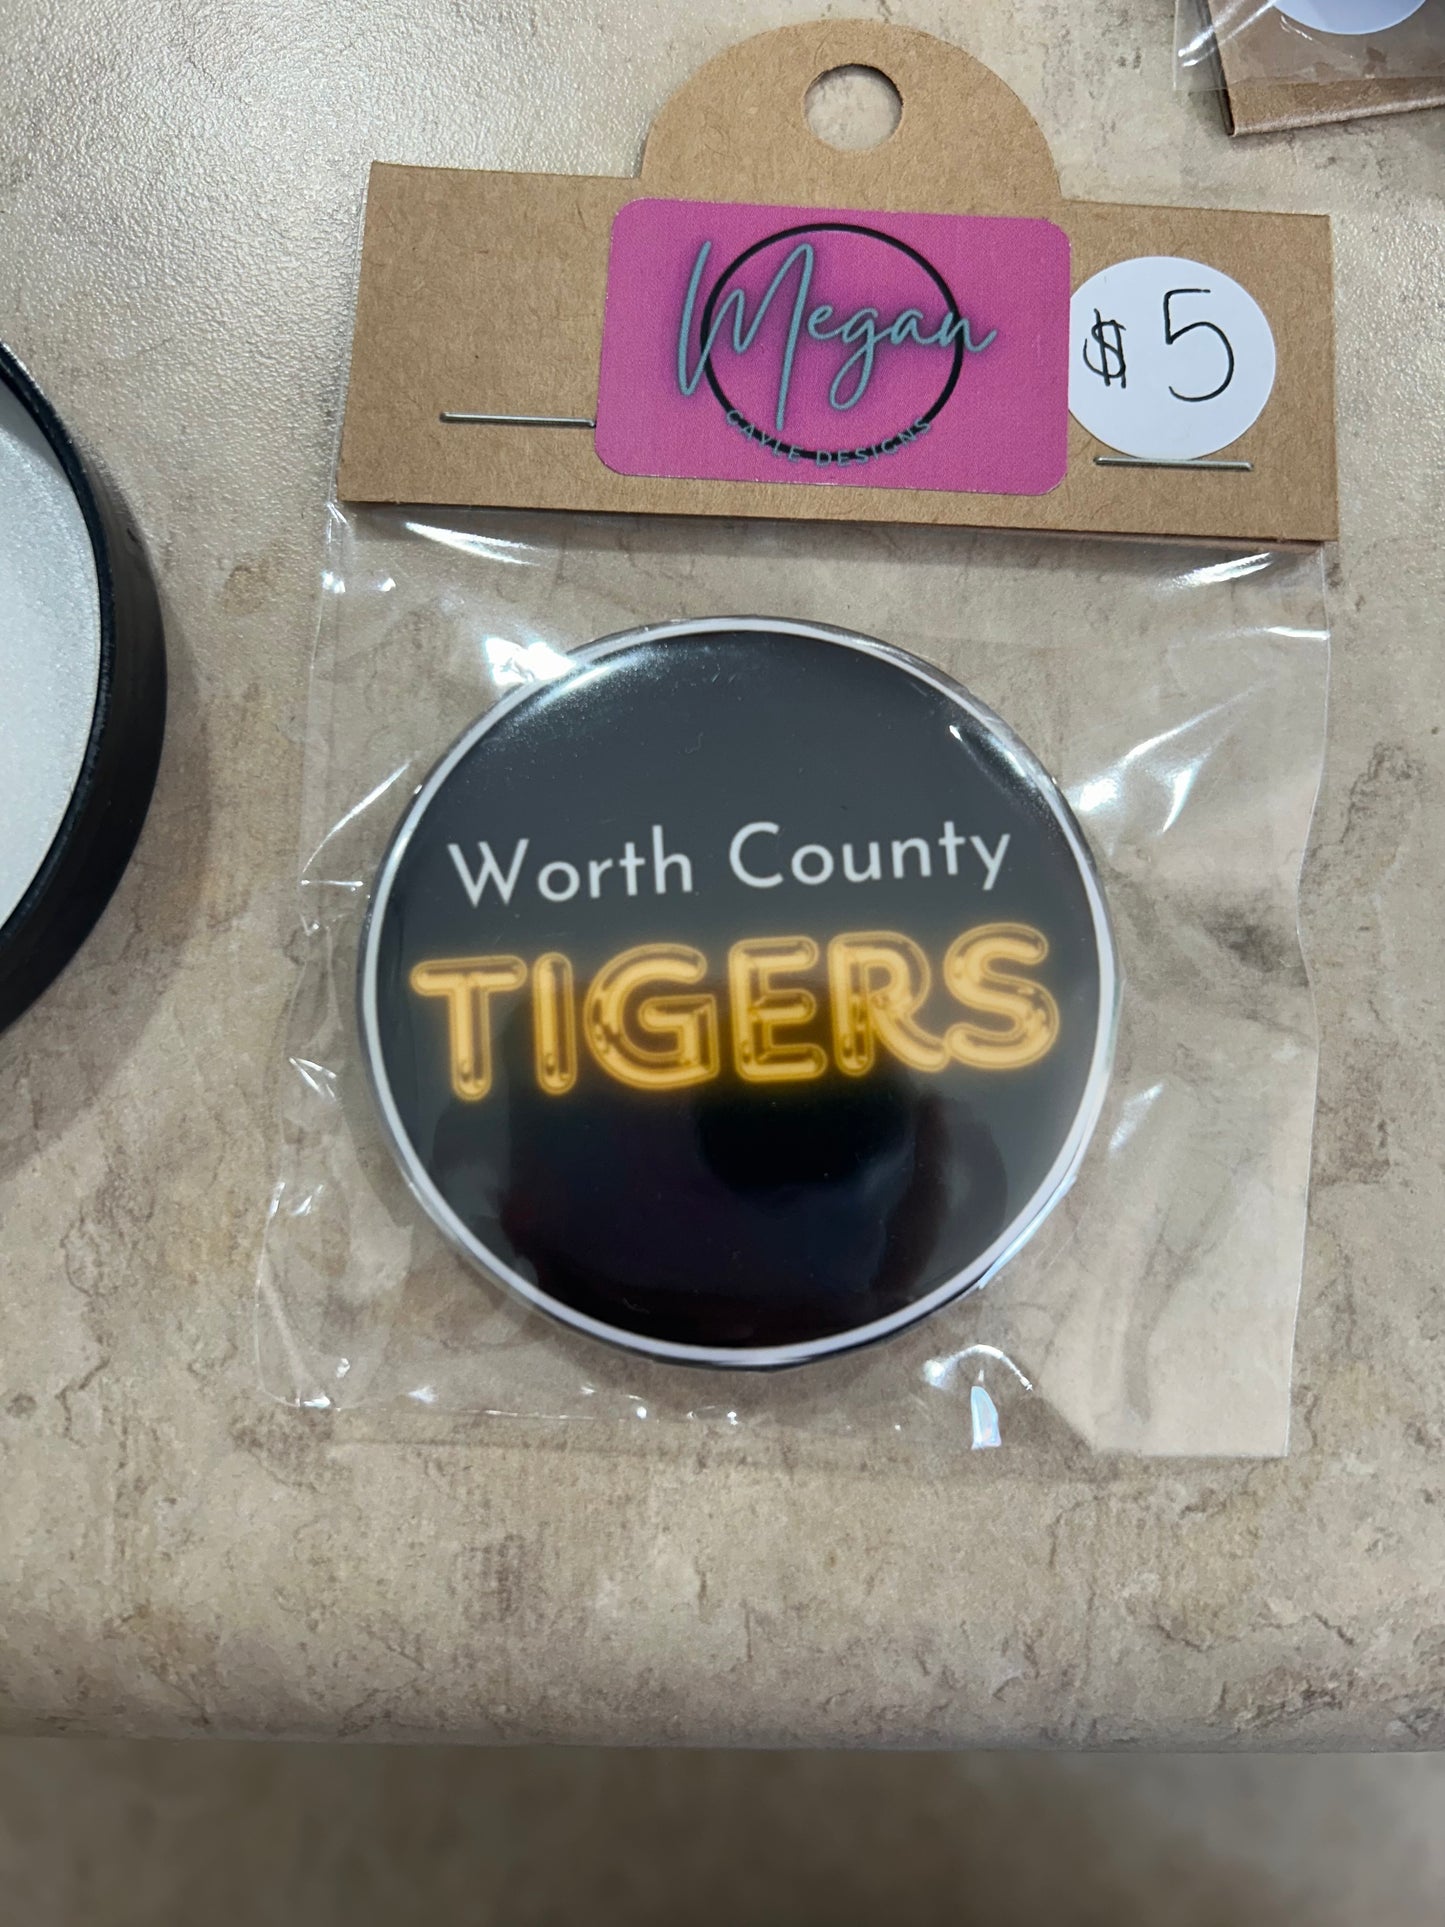 Megan
GAYLE DESIGNS
$5
Worth County
TIGERS